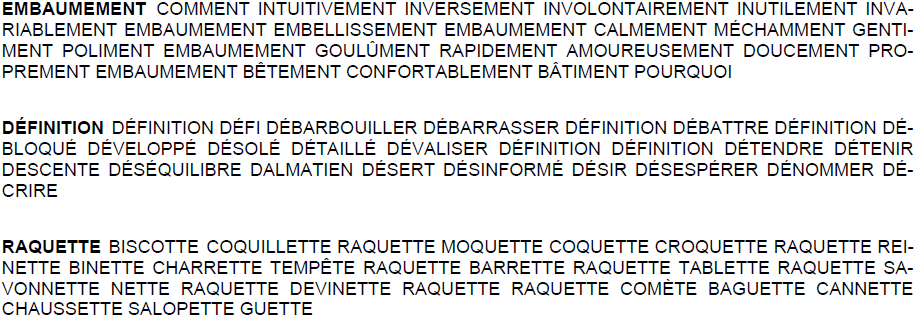 EMBAUMEMENT COMMENT INTUITIVEMENT INVERSEMENT INVOLONTAIREMENT INUTILEMENT INVA-
RIABLEMENT EMBAUMEMENT EMBELLISSEMENT EMBAUMEMENT CALMEMENT MÉCHAMMENT GENTI-
MENT POLIMENT EMBAUMEMENT GOULÛMENT RAPIDEMENT AMOUREUSEMENT DOUCEMENT PRO-
PREMENT EMBAUMEMENT BÊTEMENT CONFORTABLEMENT BÂTIMENT POURQUOI
DÉFINITION DÉFINITION DÉFI DÉBARBOUILLER DÉBARRASSER DÉFINITION DÉBATTRE DÉFINITION DÉ-
BLOQUÉ DÉVELOPPÉ DÉSOLÉ DÉTAILLÉ DÉVALISER DÉFINITION DÉFINITION DÉTENDRE DÉTENIR
DESCENTE DÉSÉQUILIBRE DALMATIEN DÉSERT DÉSINFORMÉ DÉSIR DÉSESPÉRER DÉNOMMER DÉ-
CRIRE
RAQUETTE BISCOTTE COQUILLETTE RAQUETTE MOQUETTE COQUETTE CROQUETTE RAQUETTE REI-
NETTE BINETTE CHARRETTE TEMPÊTE RAQUETTE BARRETTE RAQUETTE TABLETTE RAQUETTE SA-
VONNETTE NETTE RAQUETTE DEVINETTE RAQUETTE RAQUETTE COMÈTE BAGUETTE CANNETTE
CHAUSSETTE SALOPETTE GUETTE